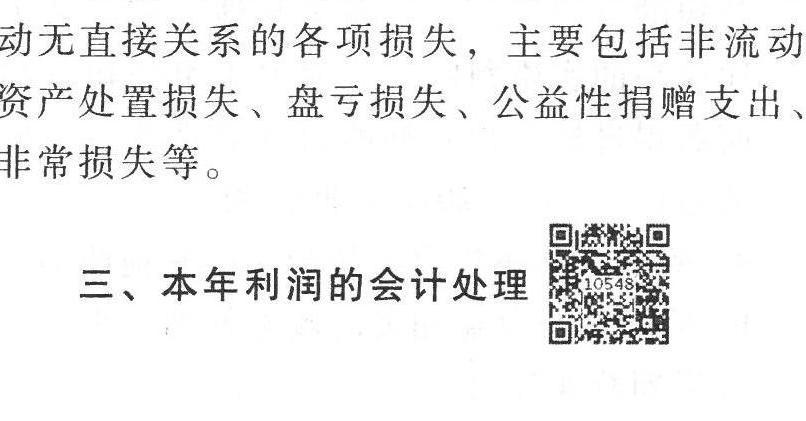 动无直接关系的各项损失，主要包括非流动
资产处置损失、盘亏损失、公益性捐赠支出、
非常损失等。
三、本年利润的会计处理
10548